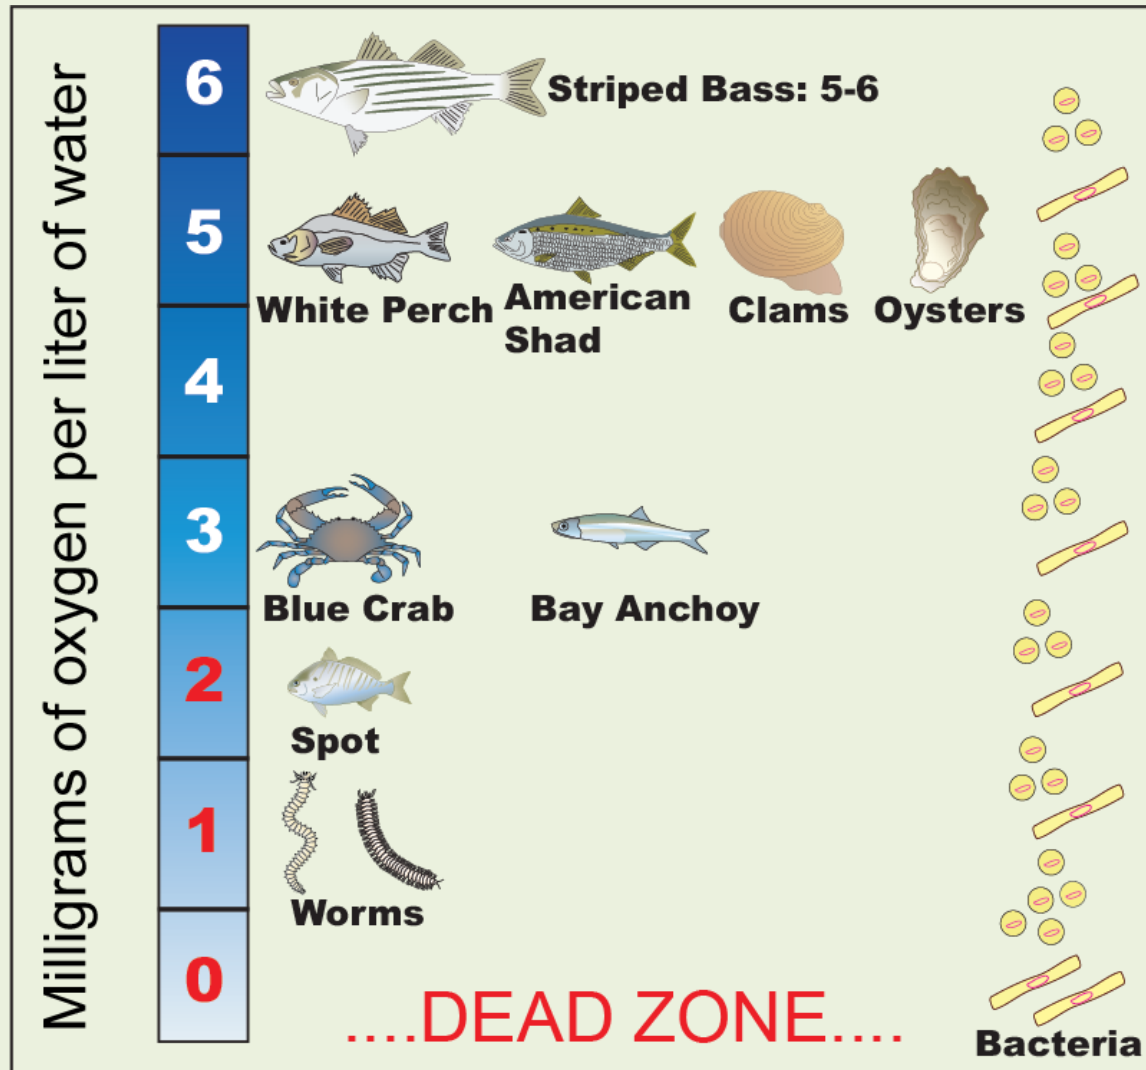 Milligrams of oxygen per liter of water
6
Striped Bass: 5-6
5
White Perch
American
Shad
Clams
Oysters
4
3
Blue Crab
Bay Anchoy
2
Spot
1
Worms
0
....DEAD ZONE....
Bacteria